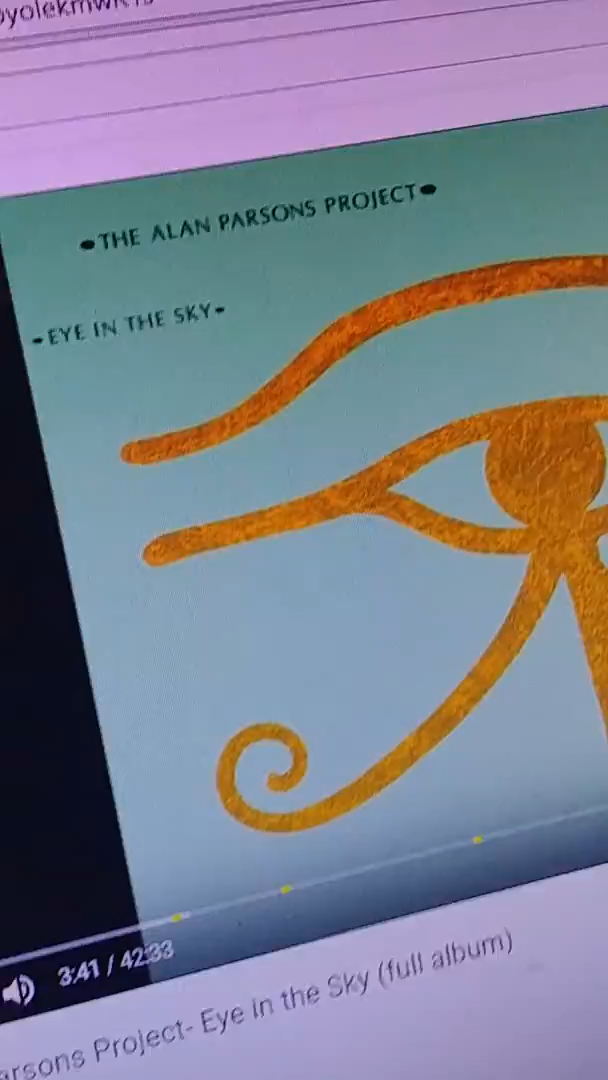 •THE ALAN PARSONS PROJECT•
-EYE IN THE SKY-
3:41 / 42:33
Project- Eye in the Sky (full album)